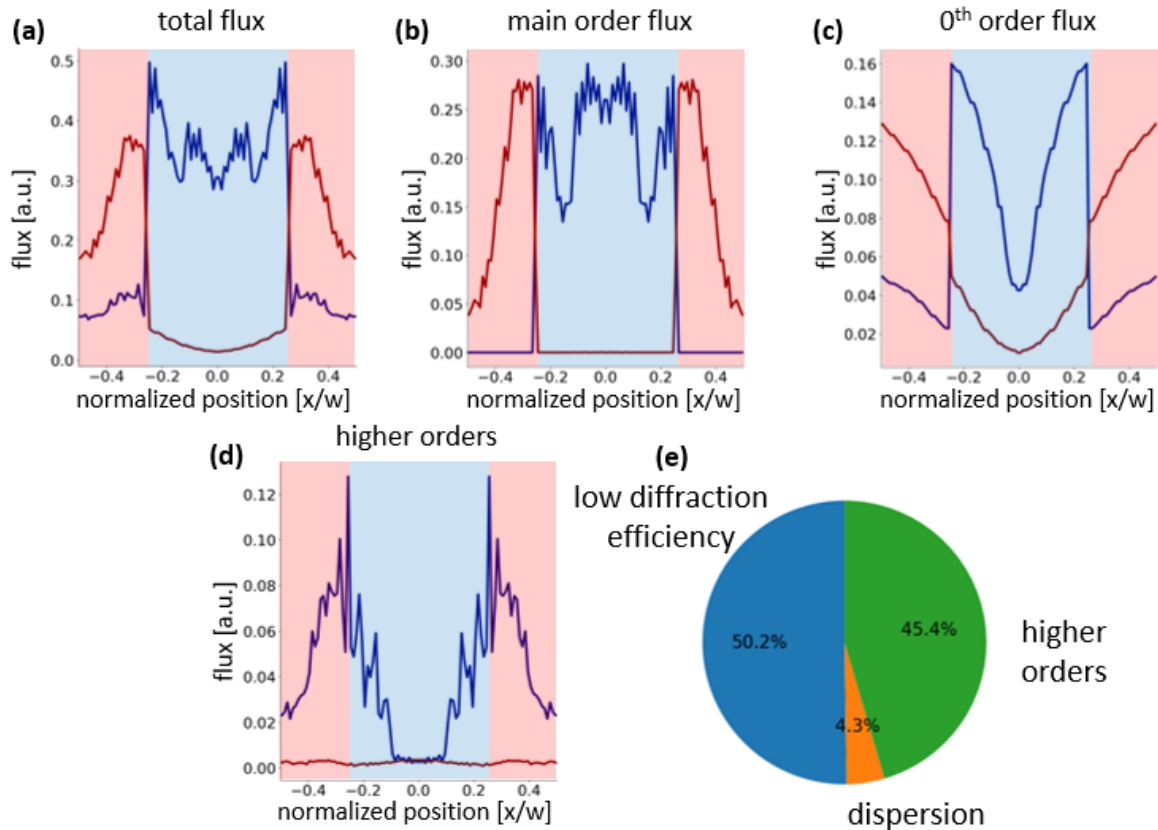 total flux
main order flux
0th order flux
(a)
(b)
(c)
0.5
0.4
0.3
0.2
0.1
0.0
flux [a.u.]
−0.4 −0.2 0.0 0.2 0.4
normalized position [x/w]
0.30
0.25
0.20
0.15
0.10
0.05
0.00
flux [a.u.]
−0.4 −0.2 0.0 0.2 0.4
normalized position [x/w]
0.16
0.14
0.12
0.10
0.08
0.06
0.04
0.02
flux [a.u.]
−0.4 −0.2 0.0 0.2 0.4
normalized position [x/w]
higher orders
(d)
0.12
0.10
0.08
0.06
0.04
0.02
0.00
flux [a.u.]
−0.4 −0.2 0.0 0.2 0.4
normalized position [x/w]
(e)
low diffraction
efficiency
50.2%
45.4%
higher
orders
4.3%
dispersion